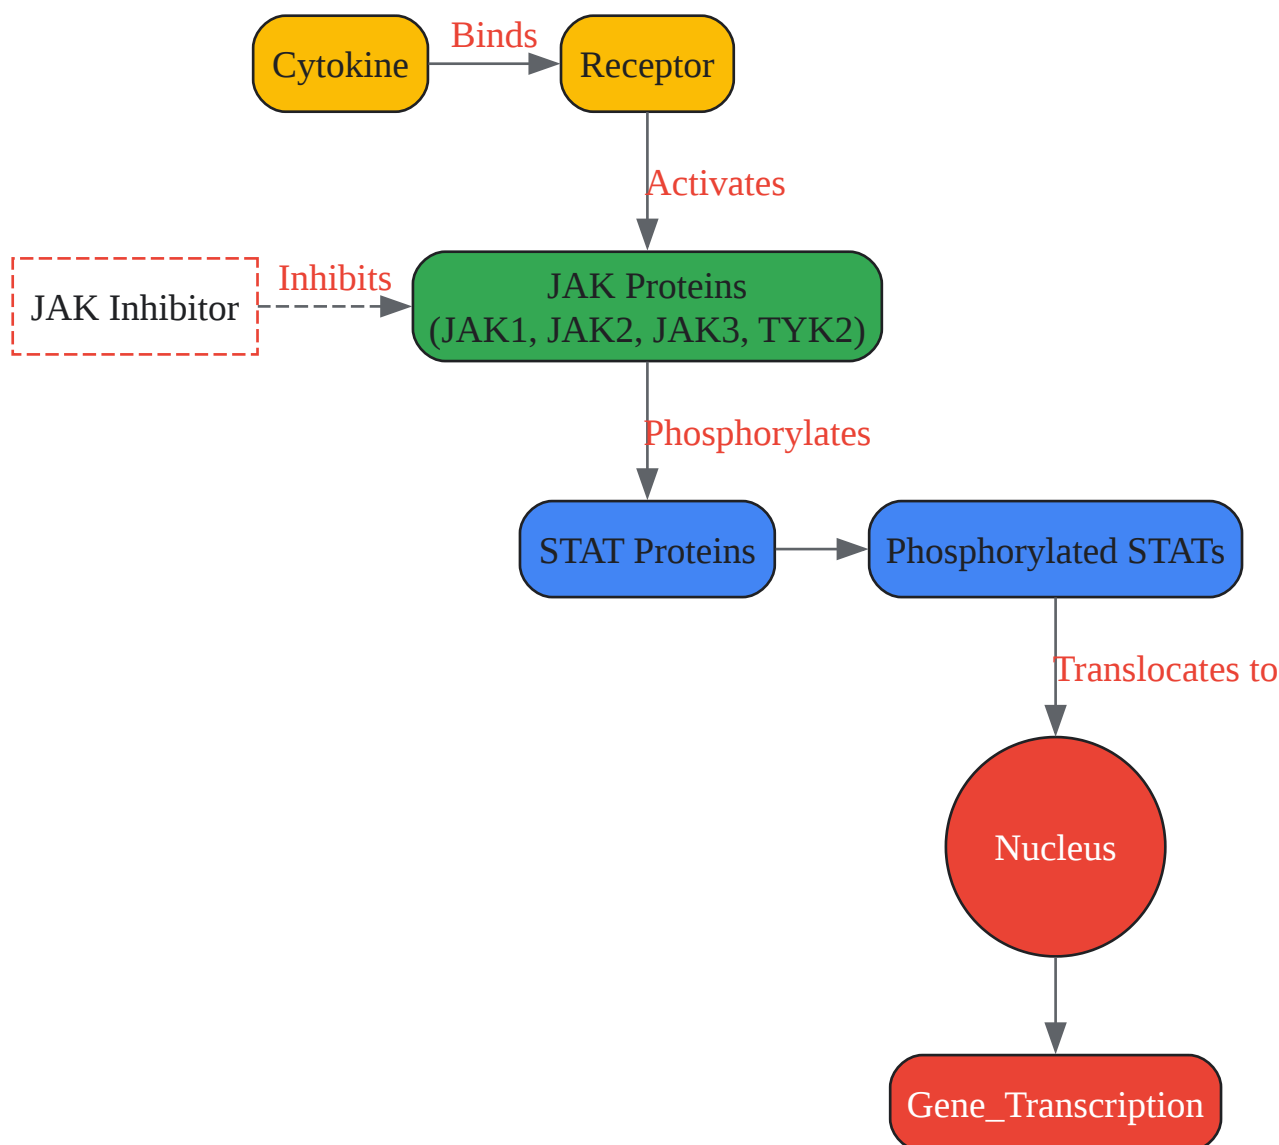 Cytokine
Binds
Receptor
Activates
JAK Inhibitor
Inhibits
JAK Proteins
(JAK1, JAK2, JAK3, TYK2)
Phosphorylates
STAT Proteins
Phosphorylated STATs
Translocates to
Nucleus
Gene_Transcription